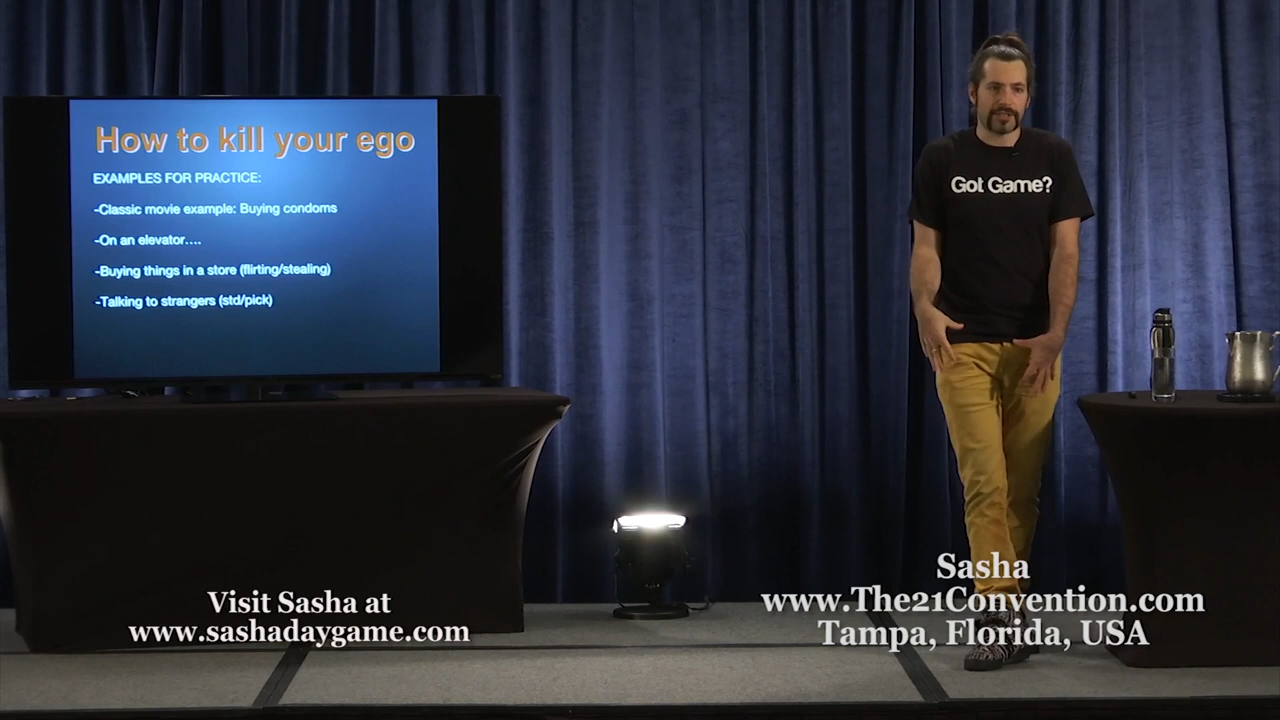 How to kill your ego
EXAMPLES FOR PRACTICE:
-Classic movie example: Buying condoms
-On an elevator....
-Buying things in a store (flirting/stealing)
-Talking to strangers (std/pick)
Got Game?
Visit Sasha at
www.sashadaygame.com
Sasha
www.The21Convention.com
Tampa, Florida, USA